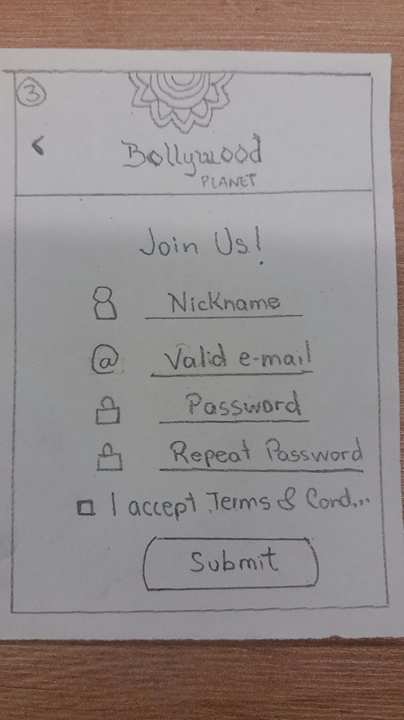 3
<
Bollywood
PLANET
Join Us!
Nickname
@ Valid e-mail
Password
Repeat Password
I accept Terms & Cond...
Submit